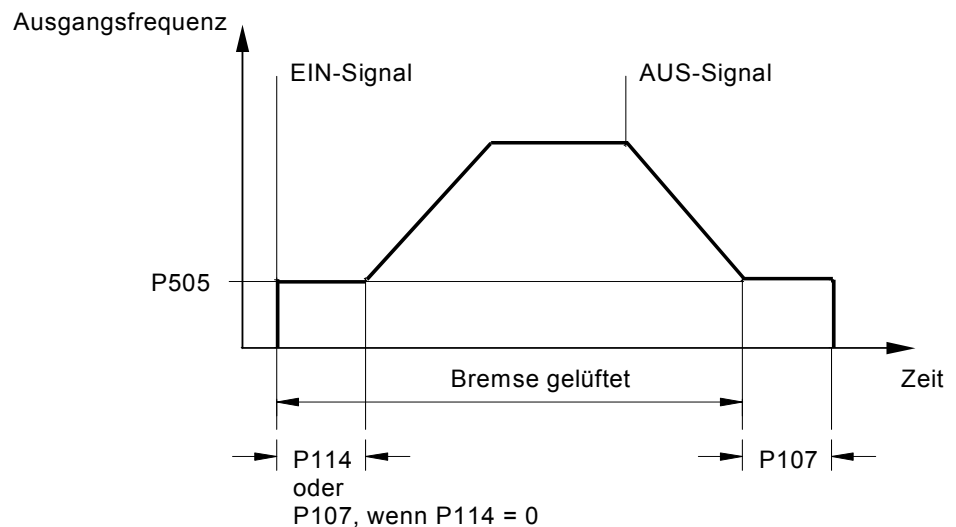 Ausgangsfrequenz
EIN-Signal
AUS-Signal
P505
Bremse gelüftet
Zeit
P114
oder
P107, wenn P114 = 0
P107